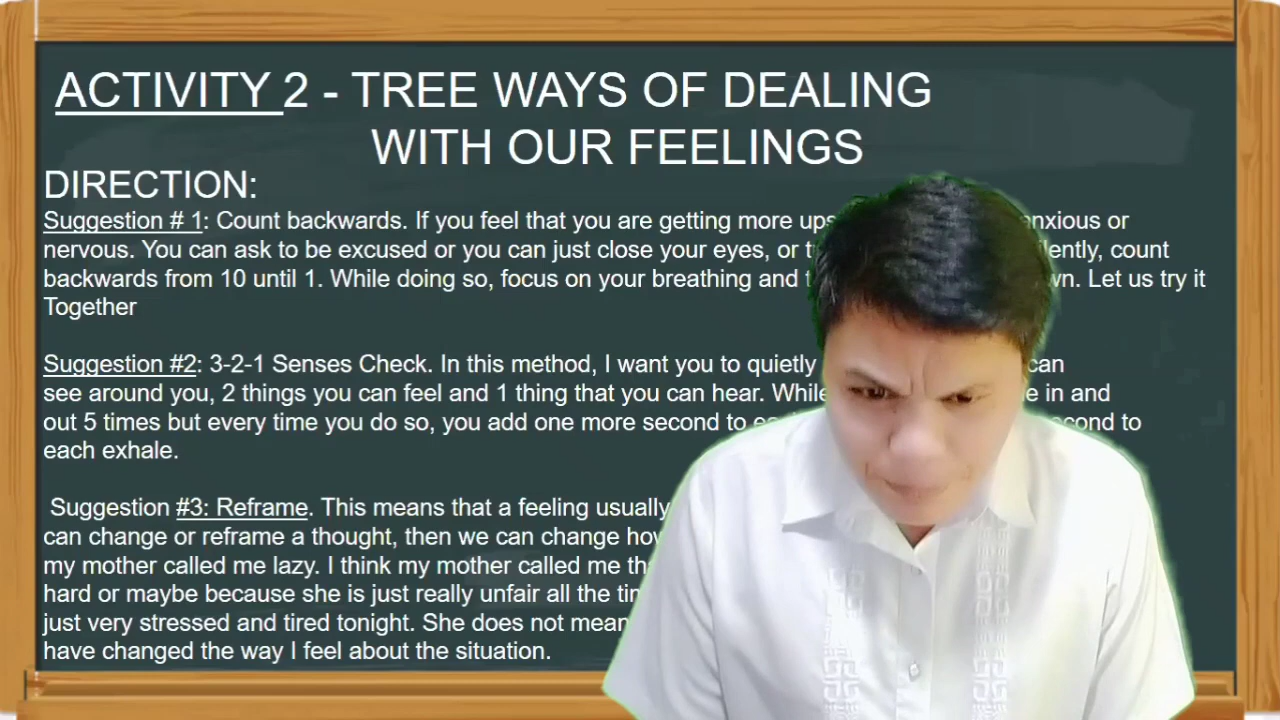 ACTIVITY 2 - TREE WAYS OF DEALING
WITH OUR FEELINGS
DIRECTION:
Suggestion # 1: Count backwards. If you feel that you are getting more anxious or
nervous. You can ask to be excused or you can just close your eyes, or count
backwards from 10 until 1. While doing so, focus on your breathing and Let us try it
Together
Suggestion #2: 3-2-1 Senses Check. In this method, I want you to quietly can
see around you, 2 things you can feel and 1 thing that you can hear. While in and
out 5 times but every time you do so, you add one more second to to
each exhale.
Suggestion #3: Reframe. This means that a feeling usually
can change or reframe a thought, then we can change how
my mother called me lazy. I think my mother called me
hard or maybe because she is just really unfair all the
just very stressed and tired tonight. She does not mean
have changed the way I feel about the situation.